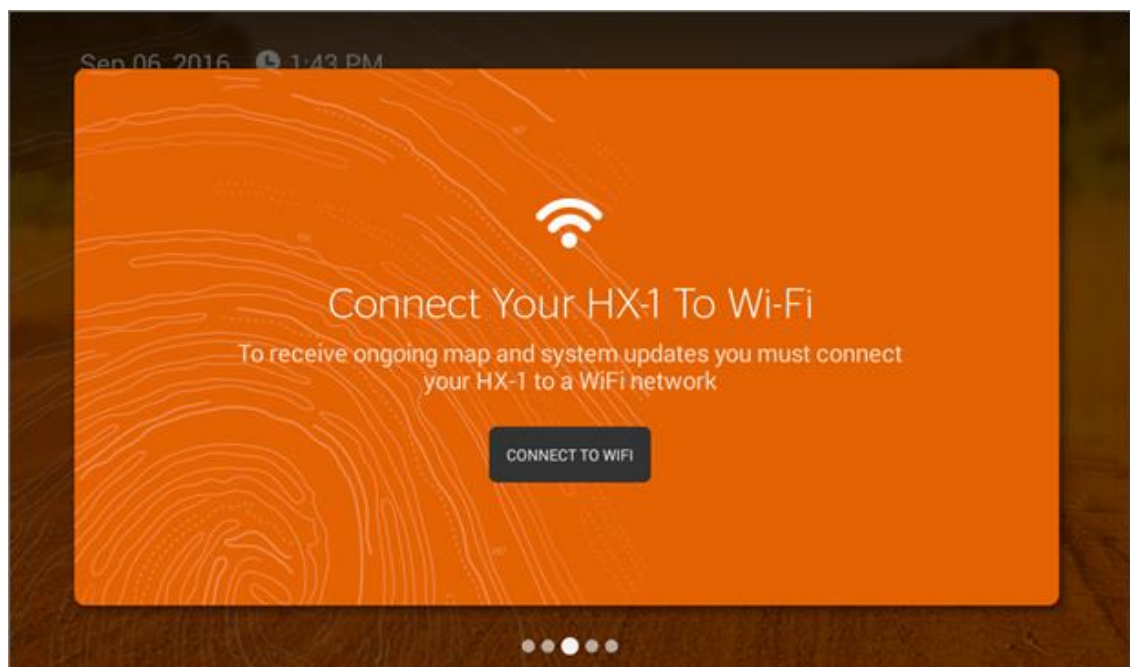 Sep 06, 2016 1:43 PM
Connect Your HX-1 To Wi-Fi
To receive ongoing map and system updates you must connect
your HX-1 to a WiFi network
CONNECT TO WIFI